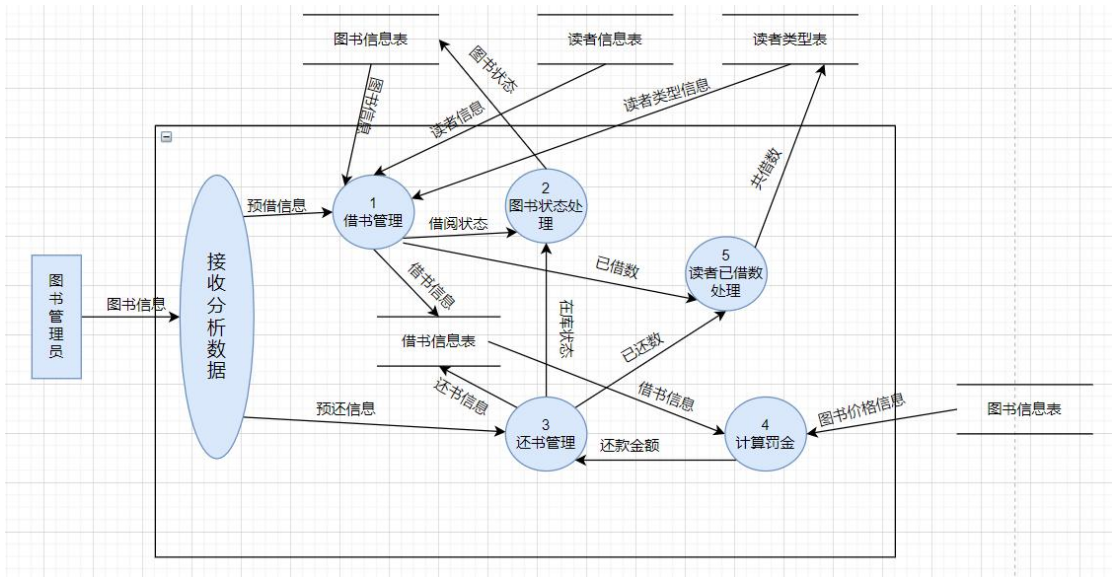 图书信息表
读者信息表
读者类型表
图书状态
图书信息
读者信息
读者类型信息
共借数
预借信息
1
借书管理
借阅状态
2
图书状态处
理
5
读者已借数
处理
已借数
接收分析数据
图书管理员
图书信息
借书信息
借书信息表
在库状态
已还数
还书信息
借书信息
预还信息
3
还书管理
还款金额
4
计算罚金
图书价格信息
图书信息表